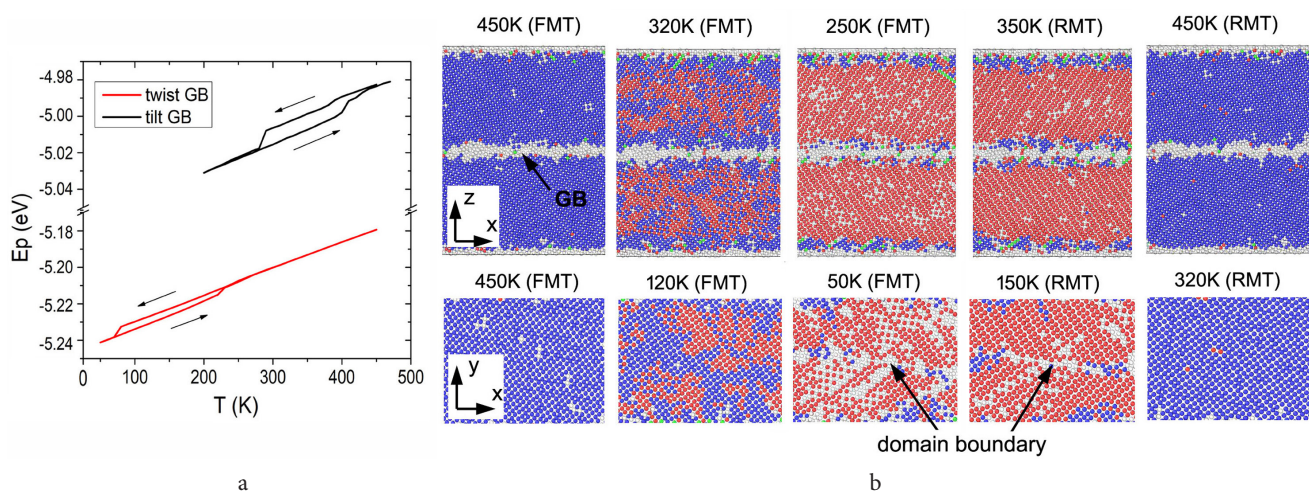 -4.98
-5.00
-5.02
-5.04
-5.18
-5.20
-5.22
-5.24
Ep (eV)
twist GB
tilt GB
0 100 200 300 400 500
T (K)
a
450K (FMT) 320K (FMT) 250K (FMT) 350K (RMT) 450K (RMT)
GB
z
x
450K (FMT) 120K (FMT) 50K (FMT) 150K (RMT) 320K (RMT)
y
x
domain boundary
b